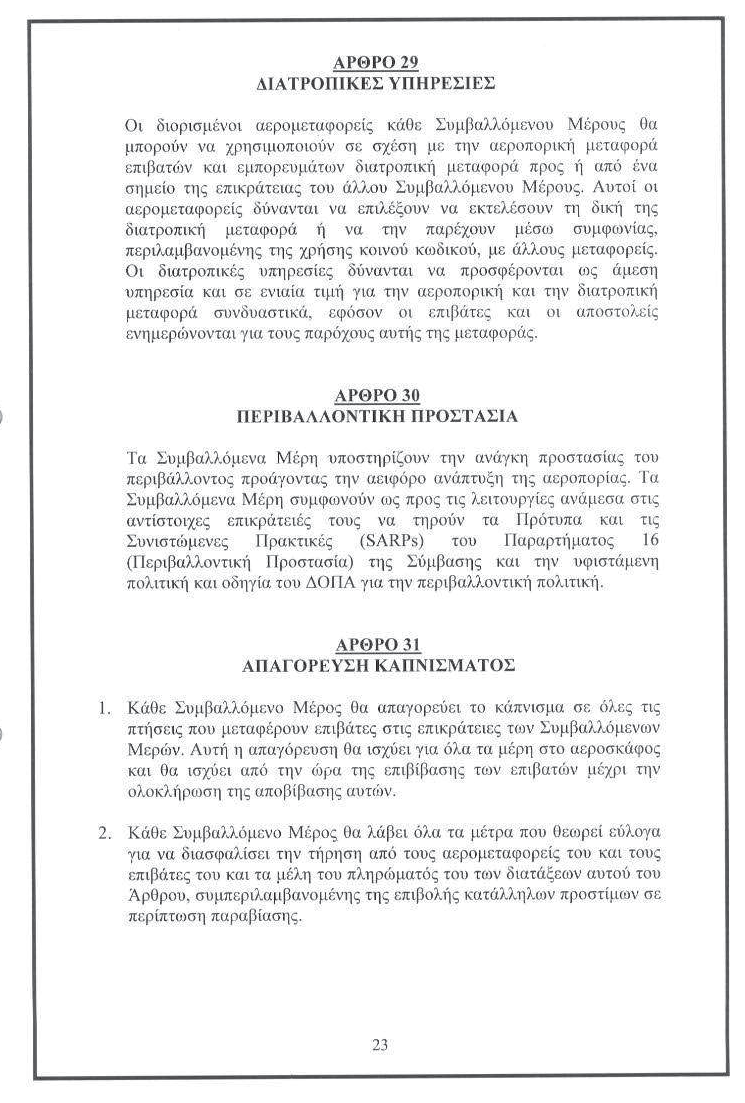 ΑΡΘΡΟ 29
ΔΙΑΤΡΟΠΙΚΕΣ ΥΠΗΡΕΣΙΕΣ
Οι διορισμένοι αερομεταφορείς κάθε Συμβαλλόμενου Μέρους θα
μπορούν να χρησιμοποιούν σε σχέση με την αεροπορική μεταφορά
επιβατών και εμπορευμάτων διατροπική μεταφορά προς ή από ένα
σημείο της επικράτειας του άλλου Συμβαλλόμενου Μέρους. Αυτοί οι
αερομεταφορείς δύνανται να επιλέξουν να εκτελέσουν τη δική της
διατροπική μεταφορά ή να την παρέχουν μέσω συμφωνίας,
περιλαμβανομένης της χρήσης κοινού κωδικού, με άλλους μεταφορείς.
Οι διατροπικές υπηρεσίες δύνανται να προσφέρονται ως άμεση
υπηρεσία και σε ενιαία τιμή για την αεροπορική και την διατροπική
μεταφορά συνδυαστικά, εφόσον οι επιβάτες και οι αποστολείς
ενημερώνονται για τους παρόχους αυτής της μεταφοράς.
ΑΡΘΡΟ 30
ΠΕΡΙΒΑΛΛΟΝΤΙΚΗ ΠΡΟΣΤΑΣΙΑ
Τα Συμβαλλόμενα Μέρη υποστηρίζουν την ανάγκη προστασίας του
περιβάλλοντος προάγοντας την αειφόρο ανάπτυξη της αεροπορίας. Τα
Συμβαλλόμενα Μέρη συμφωνούν ως προς τις λειτουργίες ανάμεσα στις
αντίστοιχες επικράτειές τους να τηρούν τα Πρότυπα και τις
Συνιστώμενες Πρακτικές (SARPs) του Παραρτήματος 16
(Περιβαλλοντική Προστασία) της Σύμβασης και την υφιστάμενη
πολιτική και οδηγία του ΔΟΠΑ για την περιβαλλοντική πολιτική.
ΑΡΘΡΟ 31
ΑΠΑΓΟΡΕΥΣΗ ΚΑΠΝΙΣΜΑΤΟΣ
1. Κάθε Συμβαλλόμενο Μέρος θα απαγορεύει το κάπνισμα σε όλες τις
πτήσεις που μεταφέρουν επιβάτες στις επικράτειες των Συμβαλλόμενων
Μερών. Αυτή η απαγόρευση θα ισχύει για όλα τα μέρη στο αεροσκάφος
και θα ισχύει από την ώρα της επιβίβασης των επιβατών μέχρι την
ολοκλήρωση της αποβίβασης αυτών.
2. Κάθε Συμβαλλόμενο Μέρος θα λάβει όλα τα μέτρα που θεωρεί εύλογα
για να διασφαλίσει την τήρηση από τους αερομεταφορείς του και τους
επιβάτες του και τα μέλη του πληρώματός του των διατάξεων αυτού του
Άρθρου, συμπεριλαμβανομένης της επιβολής κατάλληλων προστίμων σε
περίπτωση παραβίασης.
23